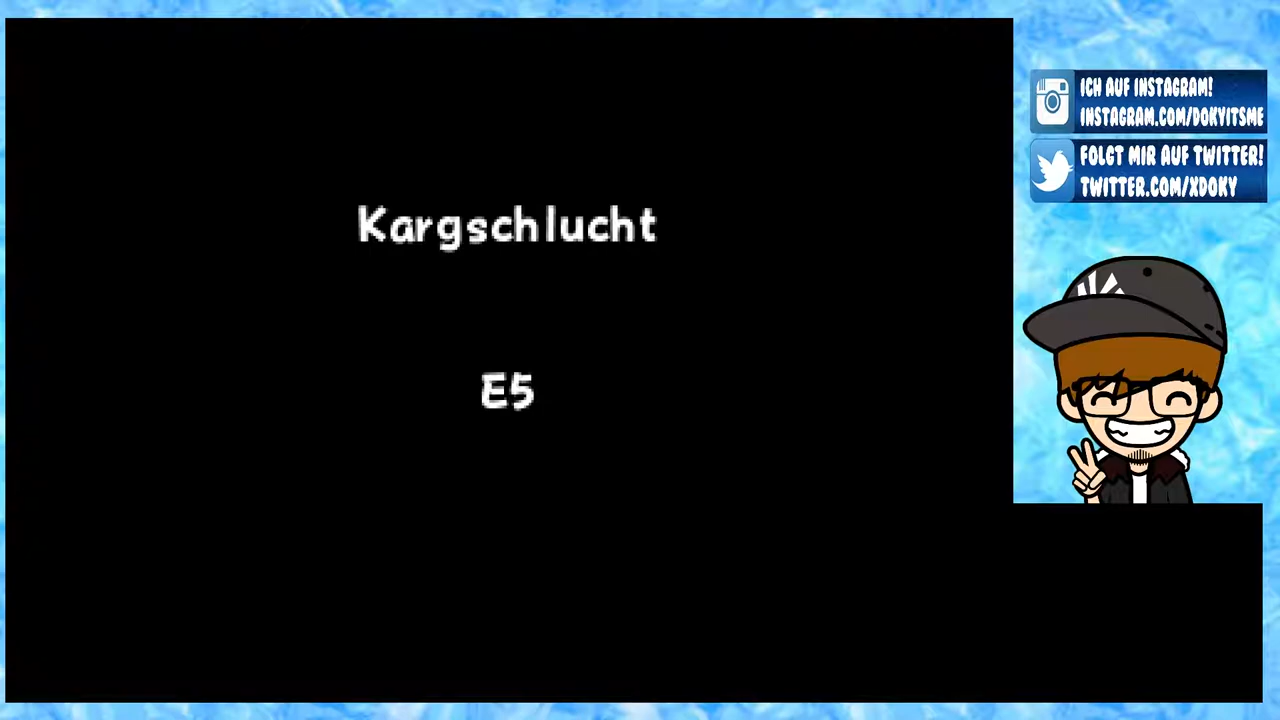 Kargschlucht
E5
ICH AUF INSTAGRAM!
INSTAGRAM.COM/DOKYITSME
FOLGT MIR AUF TWITTER!
TWITTER.COM/XDOKY